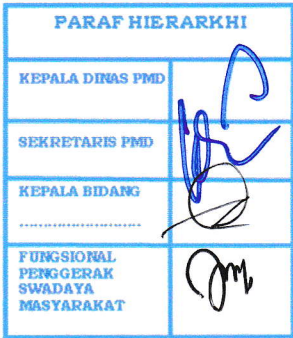 PARAF HIERARKHI
KEPALA DINAS PMD
SEKRETARIS PMD
KEPALA BIDANG
........................
FUNGSIONAL
PENGGERAK
SWADAYA
MASYARAKAT